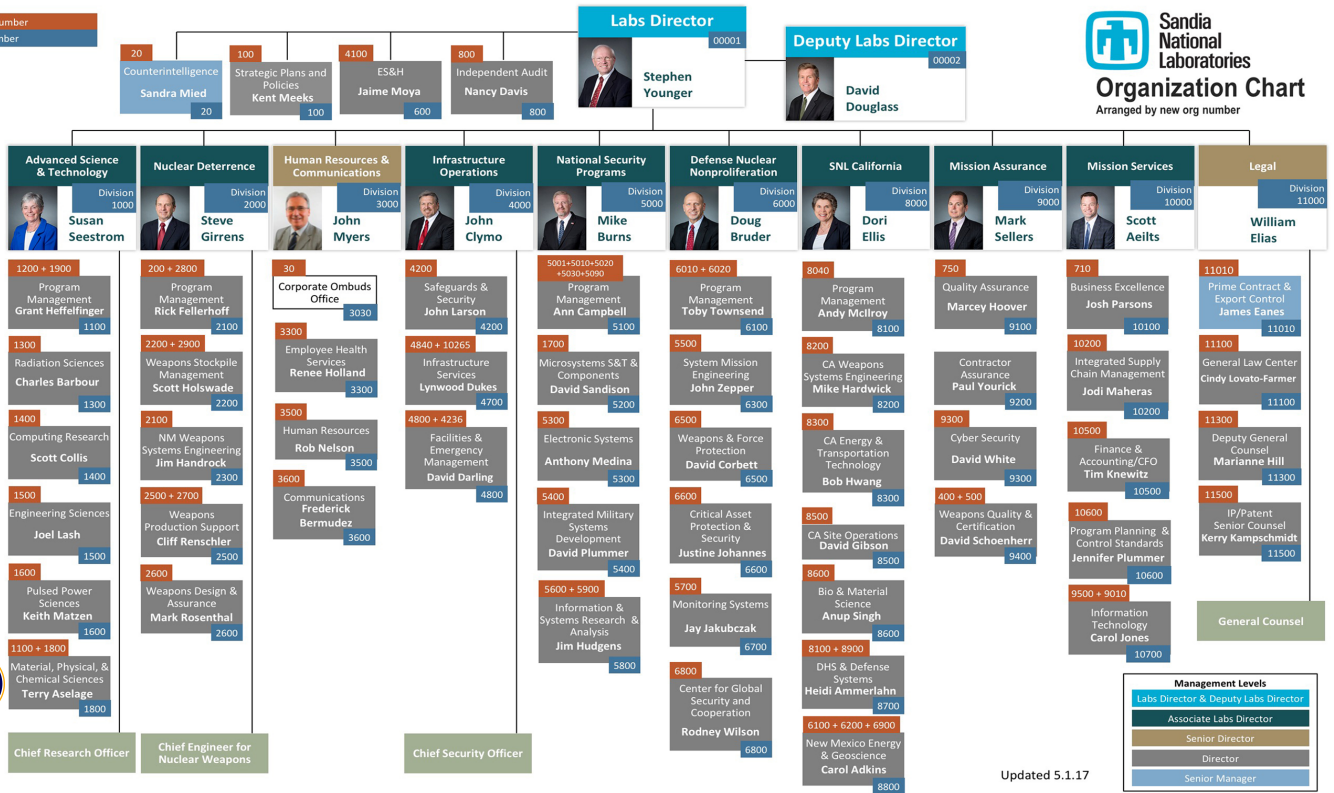 umber
mber
Labs Director
00001
Stephen
Younger
Deputy Labs Director
00002
David
Douglass
Sandia
National
Laboratories
Organization Chart
Arranged by new org number
20
Counterintelligence
Sandra Mied
20
100
Strategic Plans and
Policies
Kent Meeks
100
4100
ES&H
Jaime Moya
600
800
Independent Audit
Nancy Davis
800
Advanced Science
& Technology
Division
1000
Susan
Seestrom
1200 + 1900
Program
Management
Grant Heffelfinger
1100
1300
Radiation Sciences
Charles Barbour
1300
1400
Computing Research
Scott Collis
1400
1500
Engineering Sciences
Joel Lash
1500
1600
Pulsed Power
Sciences
Keith Matzen
1600
1100 + 1800
Material, Physical, &
Chemical Sciences
Terry Aselage
1800
Chief Research Officer
Nuclear Deterrence
Division
2000
Steve
Girrens
200 + 2800
Program
Management
Rick Fellerhoff
2100
2200 + 2900
Weapons Stockpile
Management
Scott Holswade
2200
2100
NM Weapons
Systems Engineering
Jim Handrock
2300
2500 + 2700
Weapons
Production Support
Cliff Renschler
2500
2600
Weapons Design &
Assurance
Mark Rosenthal
2600
Chief Engineer for
Nuclear Weapons
Human Resources &
Communications
Division
3000
John
Myers
30
Corporate Ombuds
Office
3030
3300
Employee Health
Services
Renee Holland
3300
3500
Human Resources
Rob Nelson
3500
3600
Communications
Frederick
Bermudez
3600
Infrastructure
Operations
Division
4000
John
Clymo
4200
Safeguards &
Security
John Larson
4200
4840 + 10265
Infrastructure
Services
Lynwood Dukes
4700
4800 + 4236
Facilities &
Emergency
Management
David Darling
4800
Chief Security Officer
National Security
Programs
Division
5000
Mike
Burns
5001+5010+5020
+5030+5090
Program
Management
Ann Campbell
5100
1700
Microsystems S&T &
Components
David Sandison
5200
5300
Electronic Systems
Anthony Medina
5300
5400
Integrated Military
Systems
Development
David Plummer
5400
5600 + 5900
Information &
Systems Research &
Analysis
Jim Hudgens
5800
Defense Nuclear
Nonproliferation
Division
6000
Doug
Bruder
6010 + 6020
Program
Management
Toby Townsend
6100
5500
System Mission
Engineering
John Zepper
6300
6500
Weapons & Force
Protection
David Corbett
6500
6600
Critical Asset
Protection &
Security
Justine Johannes
6600
5700
Monitoring Systems
Jay Jakubczak
6700
6800
Center for Global
Security and
Cooperation
Rodney Wilson
6800
SNL California
Division
8000
Dori
Ellis
8040
Program
Management
Andy McIlroy
8100
8200
CA Weapons
Systems Engineering
Mike Hardwick
8200
8300
CA Energy &
Transportation
Technology
Bob Hwang
8300
8500
CA Site Operations
David Gibson
8500
8600
Bio & Material
Science
Anup Singh
8600
8100 + 8900
DHS & Defense
Systems
Heidi Ammerlahn
8700
6100 + 6200 + 6900
New Mexico Energy
& Geoscience
Carol Adkins
8800
Mission Assurance
Division
9000
Mark
Sellers
750
Quality Assurance
Marcey Hoover
9100
Contractor
Assurance
Paul Yourick
9200
9300
Cyber Security
David White
9300
400 + 500
Weapons Quality &
Certification
David Schoenherr
9400
Mission Services
Division
10000
Scott
Aeilts
710
Business Excellence
Josh Parsons
10100
10200
Integrated Supply
Chain Management
Jodi Maheras
10200
10500
Finance &
Accounting/CFO
Tim Knewitz
10500
10600
Program Planning &
Control Standards
Jennifer Plummer
10600
9500 + 9010
Information
Technology
Carol Jones
10700
Legal
Division
11000
William
Elias
11010
Prime Contract &
Export Control
James Eanes
11010
11100
General Law Center
Cindy Lovato-Farmer
11100
11300
Deputy General
Counsel
Marianne Hill
11300
11500
IP/Patent
Senior Counsel
Kerry Kampschmidt
11500
General Counsel
Updated 5.1.17
Management Levels
Labs Director & Deputy Labs Director
Associate Labs Director
Senior Director
Director
Senior Manager